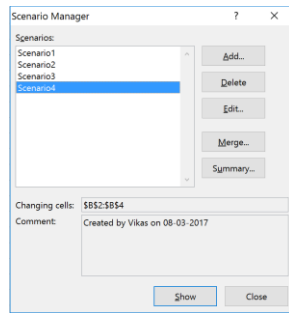 Scenario Manager ? ×
Scenarios:
Scenario1
Scenario2
Scenario3
Scenario4
Add...
Delete
Edit...
Merge...
Summary...
Changing cells: $B$2:$B$4
Comment: Created by Vikas on 08-03-2017
Show Close